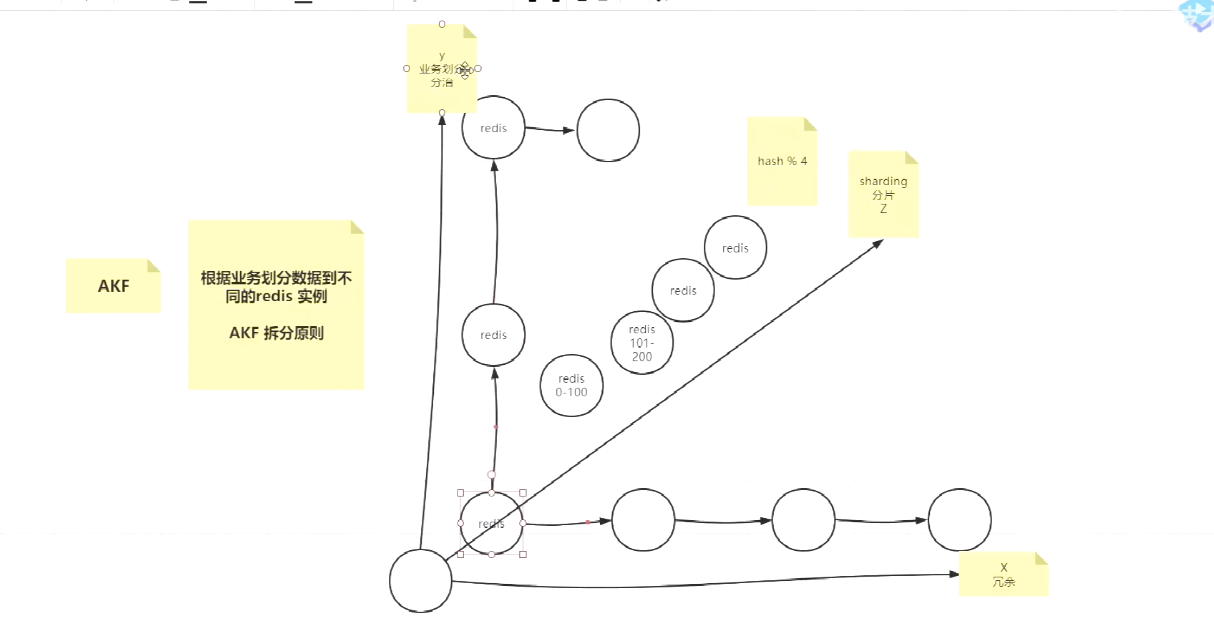 y
业务划分
分治
redis
hash % 4
sharding
分片
Z
redis
AKF
根据业务划分数据到不
同的redis 实例
AKF 拆分原则
redis
redis
redis
101-
200
redis
0-100
redis
X
冗余